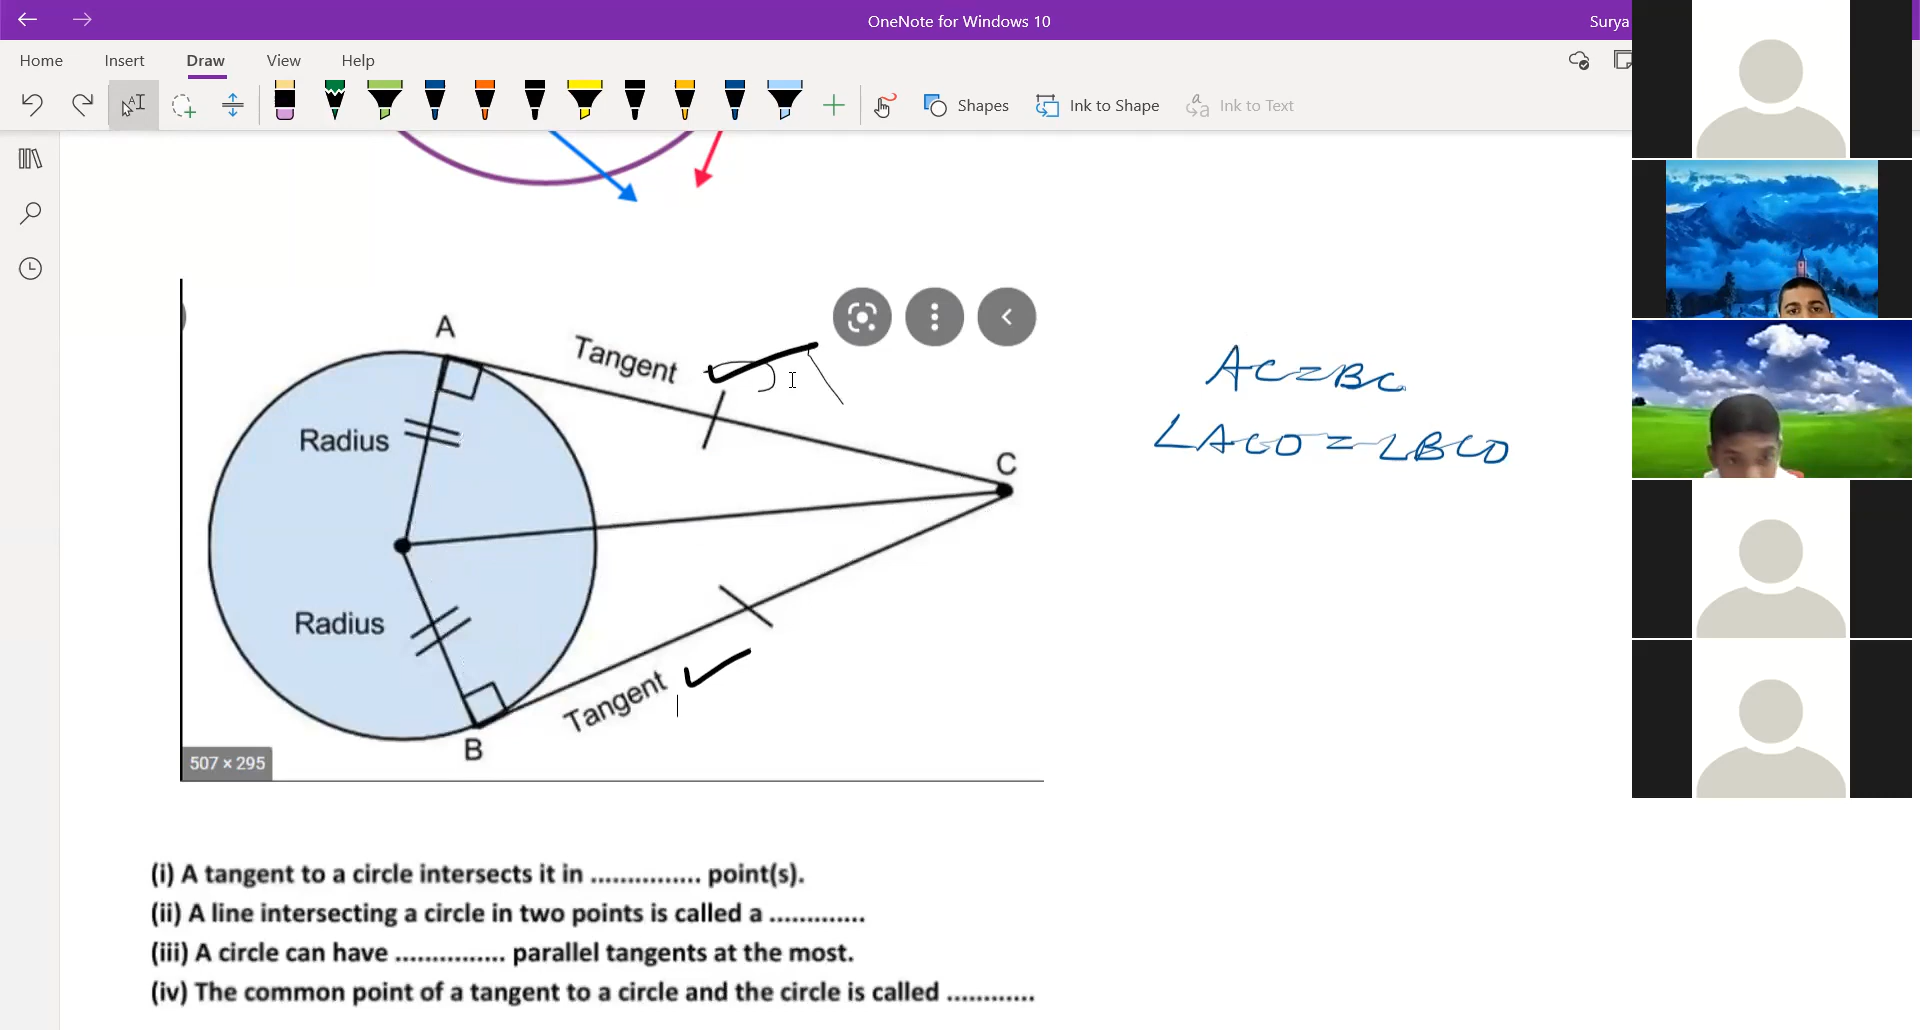 OneNote for Windows 10
Surya
Home Insert Draw View Help
Shapes Ink to Shape Ink to Text
A
Tangent
Radius
C
Radius
Tangent
B
507 × 295
AC=BC
∠ACO=∠BCO
(i) A tangent to a circle intersects it in ............... point(s).
(ii) A line intersecting a circle in two points is called a .............
(iii) A circle can have ............... parallel tangents at the most.
(iv) The common point of a tangent to a circle and the circle is called ............